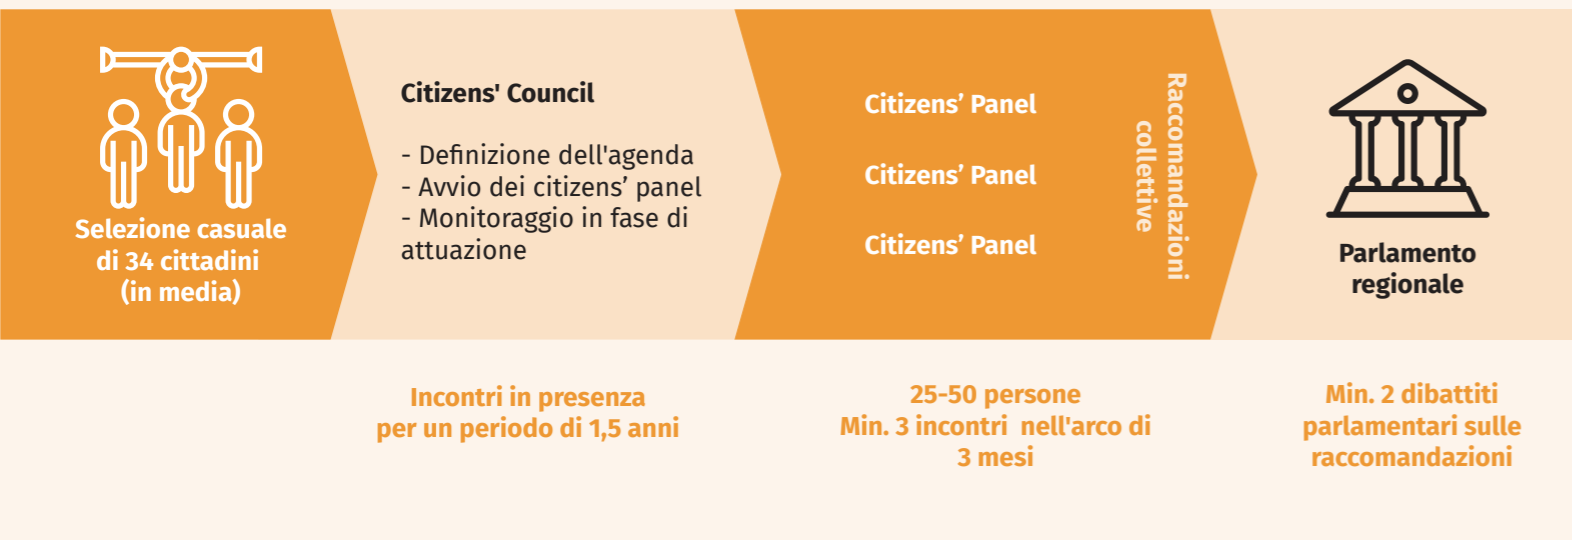 Selezione casuale
di 34 cittadini
(in media)
Citizens' Council
- Definizione dell'agenda
- Avvio dei citizens’ panel
- Monitoraggio in fase di
attuazione
Citizens’ Panel
Citizens’ Panel
Citizens’ Panel
Raccomandazioni
collettive
Parlamento
regionale
Incontri in presenza
per un periodo di 1,5 anni
25-50 persone
Min. 3 incontri nell'arco di
3 mesi
Min. 2 dibattiti
parlamentari sulle
raccomandazioni